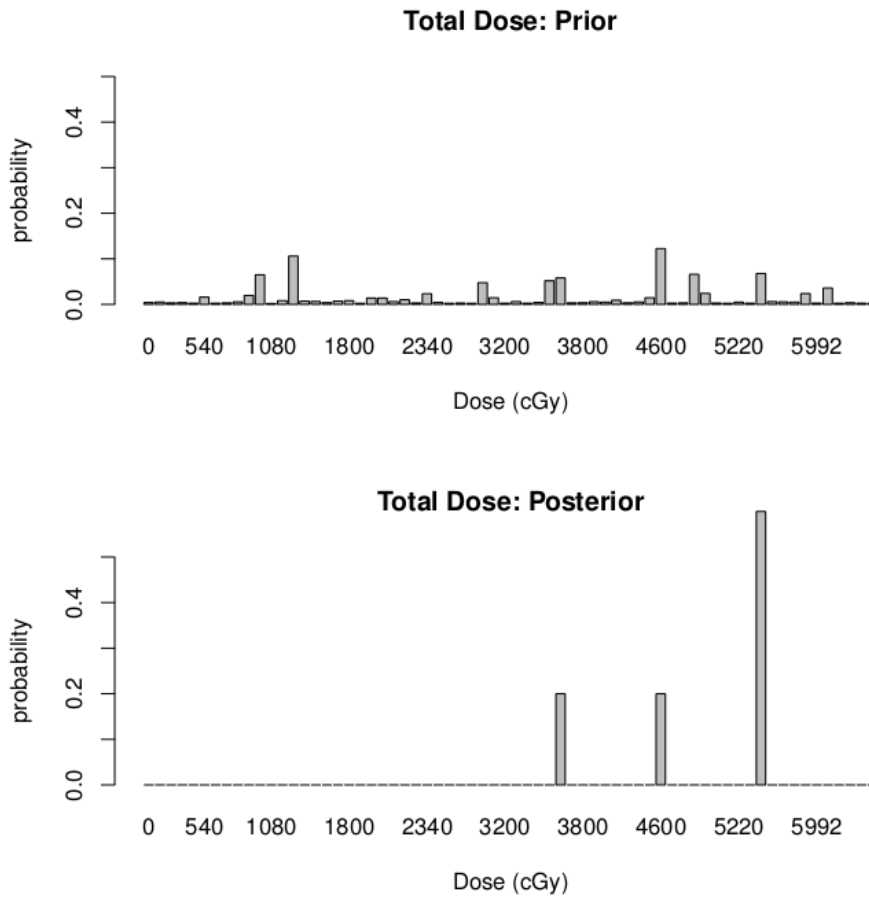 Total Dose: Prior
probability
0.4
0.2
0.0
0 540 1080 1800 2340 3200 3800 4600 5220 5992
Dose (cGy)
Total Dose: Posterior
probability
0.4
0.2
0.0
0 540 1080 1800 2340 3200 3800 4600 5220 5992
Dose (cGy)